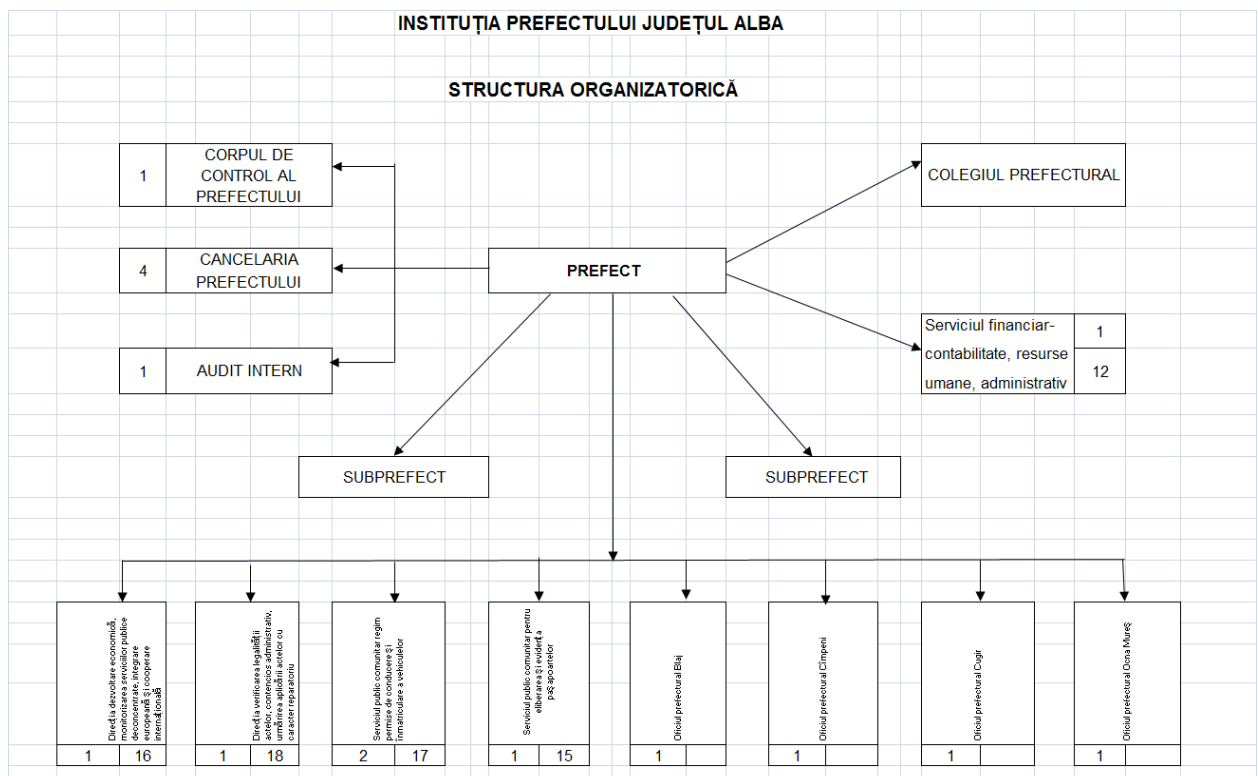 INSTITUȚIA PREFECTULUI JUDEȚUL ALBA
STRUCTURA ORGANIZATORICĂ
1
CORPUL DE
CONTROL AL
PREFECTULUI
COLEGIUL PREFECTURAL
4
CANCELARIA
PREFECTULUI
PREFECT
Serviciul financiar-
contabilitate, resurse
umane, administrativ
1
12
1
AUDIT INTERN
SUBPREFECT
SUBPREFECT
Direcția dezvoltare economică,
monitorizarea serviciilor publice
deconcentrate, integrare
europeană și cooperare
internațională
1
16
Direcția verificarea legalității
actelor, contencios administrativ,
urmărirea aplicării actelor cu
caracter reparatoriu
1
18
Serviciul public comunitar regim
permise de conducere și
înmatriculare a vehiculelor
2
17
Serviciul public comunitar pentru
eliberarea și evidența
pașapoartelor
1
15
Oficiul prefectural Blaj
1
Oficiul prefectural Cîmpeni
1
Oficiul prefectural Cugir
1
Oficiul prefectural Ocna Mureș
1